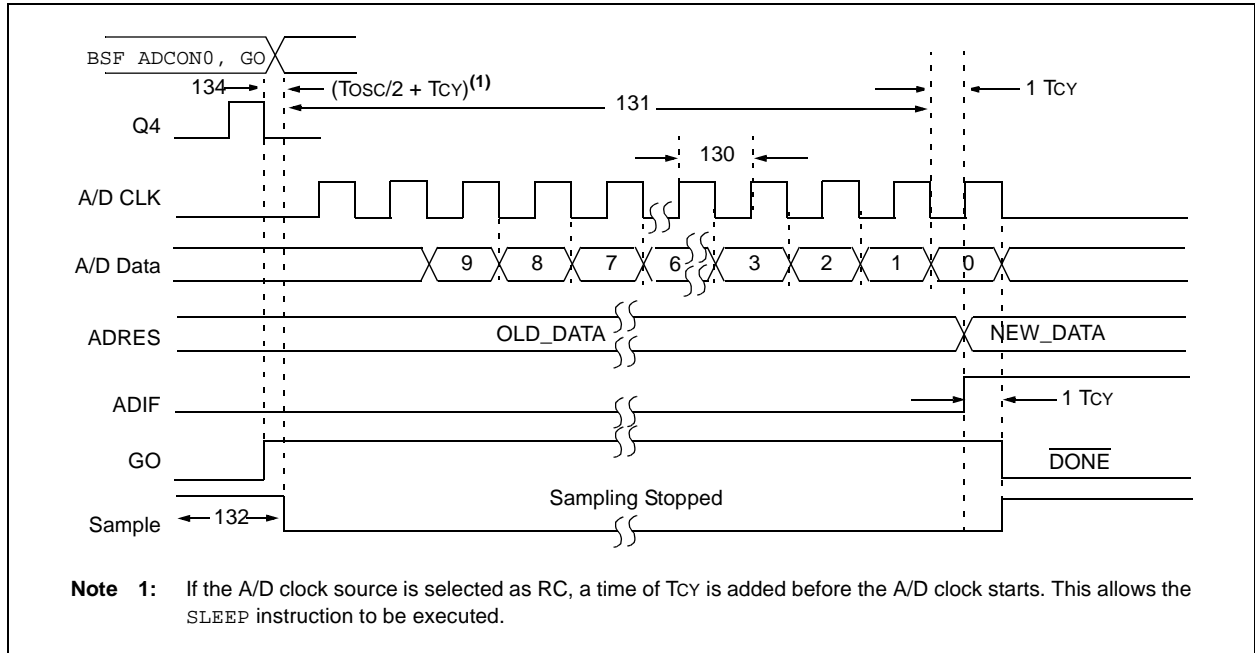 BSF ADCON0, GO
134 (TOSC/2 + TCY)(1) 131 1 TCY
Q4
130
A/D CLK
A/D Data 9 8 7 6 3 2 1 0
ADRES OLD_DATA NEW_DATA
ADIF 1 TCY
GO DONE
Sampling Stopped
Sample 132
Note 1: If the A/D clock source is selected as RC, a time of TCY is added before the A/D clock starts. This allows the
SLEEP instruction to be executed.